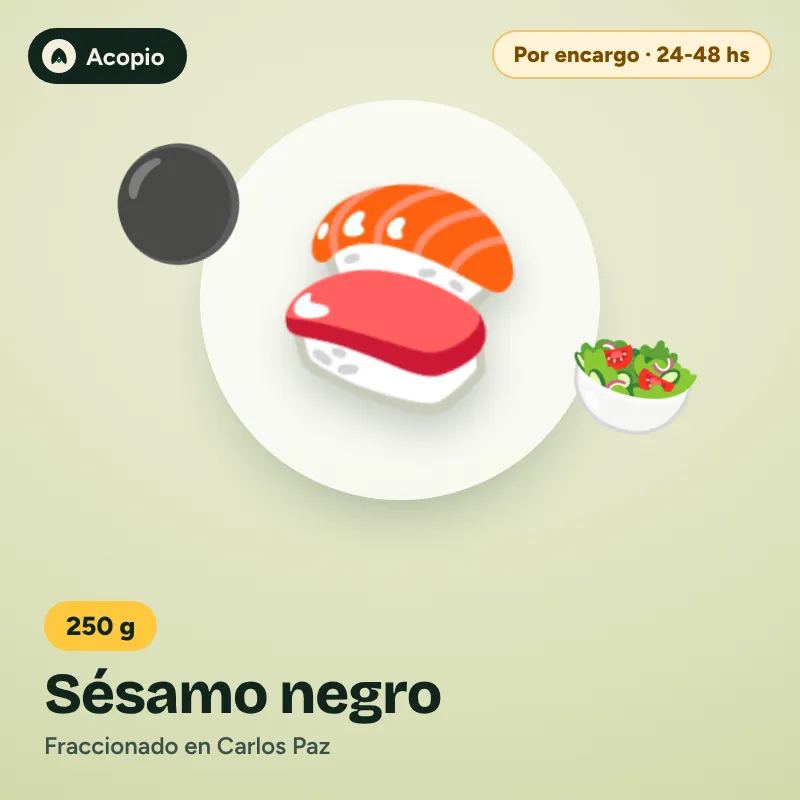 Acopio
Por encargo · 24-48 hs
250 g
Sésamo negro
Fraccionado en Carlos Paz